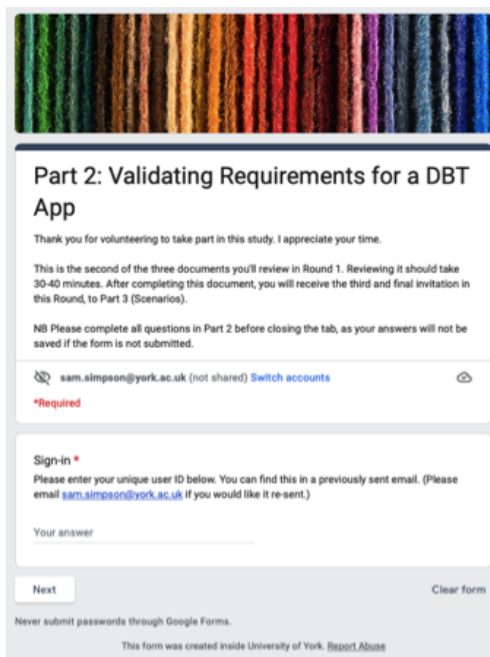 Part 2: Validating Requirements for a DBT
App
Thank you for volunteering to take part in this study. I appreciate your time.
This is the second of the three documents you'll review in Round 1. Reviewing it should take
30-40 minutes. After completing this document, you will receive the third and final invitation in
this Round, to Part 3 (Scenarios).
NB Please complete all questions in Part 2 before closing the tab, as your answers will not be
saved if the form is not submitted.
sam.simpson@york.ac.uk (not shared) Switch accounts
*Required
Sign-in *
Please enter your unique user ID below. You can find this in a previously sent email. (Please
email sam.simpson@york.ac.uk if you would like it re-sent.)
Your answer
Next Clear form
Never submit passwords through Google Forms.
This form was created inside University of York. Report Abuse